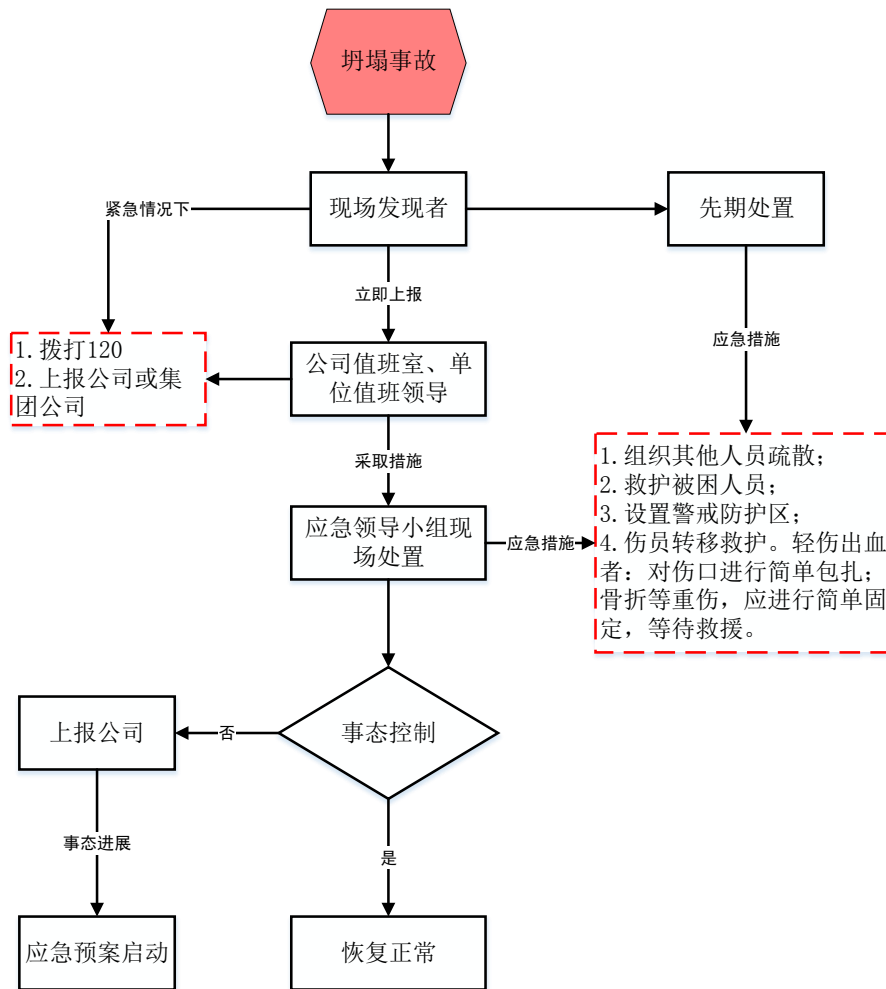 坍塌事故
紧急情况下
现场发现者
先期处置
立即上报
应急措施
1.拨打120
2.上报公司或集
团公司
公司值班室、单
位值班领导
采取措施
1.组织其他人员疏散；
2.救护被困人员；
3.设置警戒防护区；
4.伤员转移救护。轻伤出血
者：对伤口进行简单包扎；
骨折等重伤，应进行简单固
定，等待救援。
应急领导小组现
场处置
应急措施
上报公司
否
事态控制
事态进展
是
应急预案启动
恢复正常